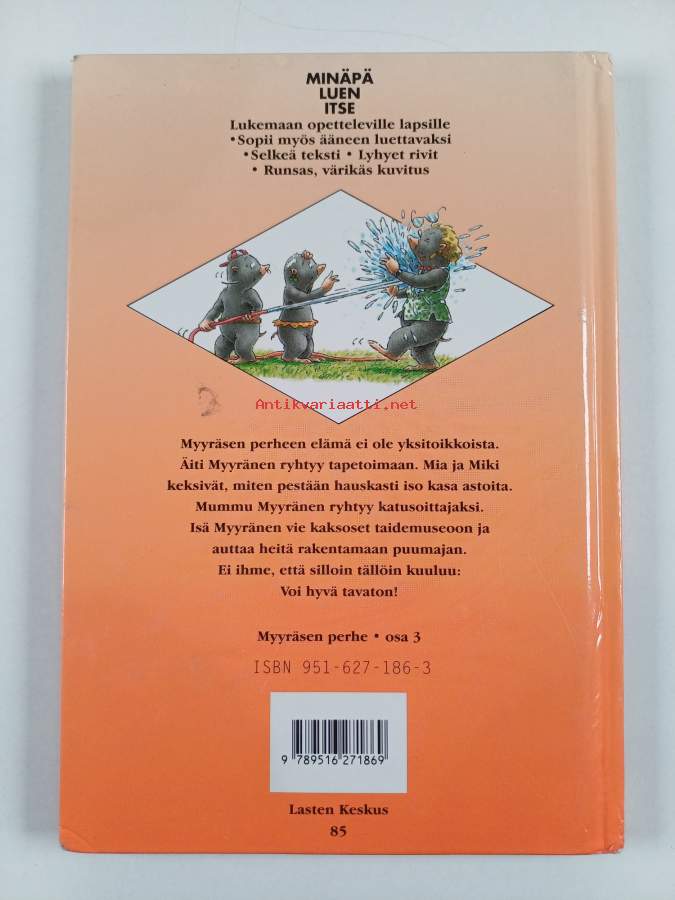 MINÄPÄ
LUEN
ITSE
Lukemaan opetteleville lapsille
• Sopii myös ääneen luettavaksi
• Selkeä teksti • Lyhyet rivit
• Runsas, värikäs kuvitus
Antikvariaatti.net
Myyräsen perheen elämä ei ole yksitoikkoista.
Äiti Myyränen ryhtyy tapetoimaan. Mia ja Miki
keksivät, miten pestään hauskasti iso kasa astoita.
Mummu Myyränen ryhtyy katusoittajaksi.
Isä Myyränen vie kaksoset taidemuseoon ja
auttaa heitä rakentamaan puumajan.
Ei ihme, että silloin tällöin kuuluu:
Voi hyvä tavaton!
Myyräsen perhe • osa 3
ISBN 951-627-186-3
9 789516 271869
Lasten Keskus
85